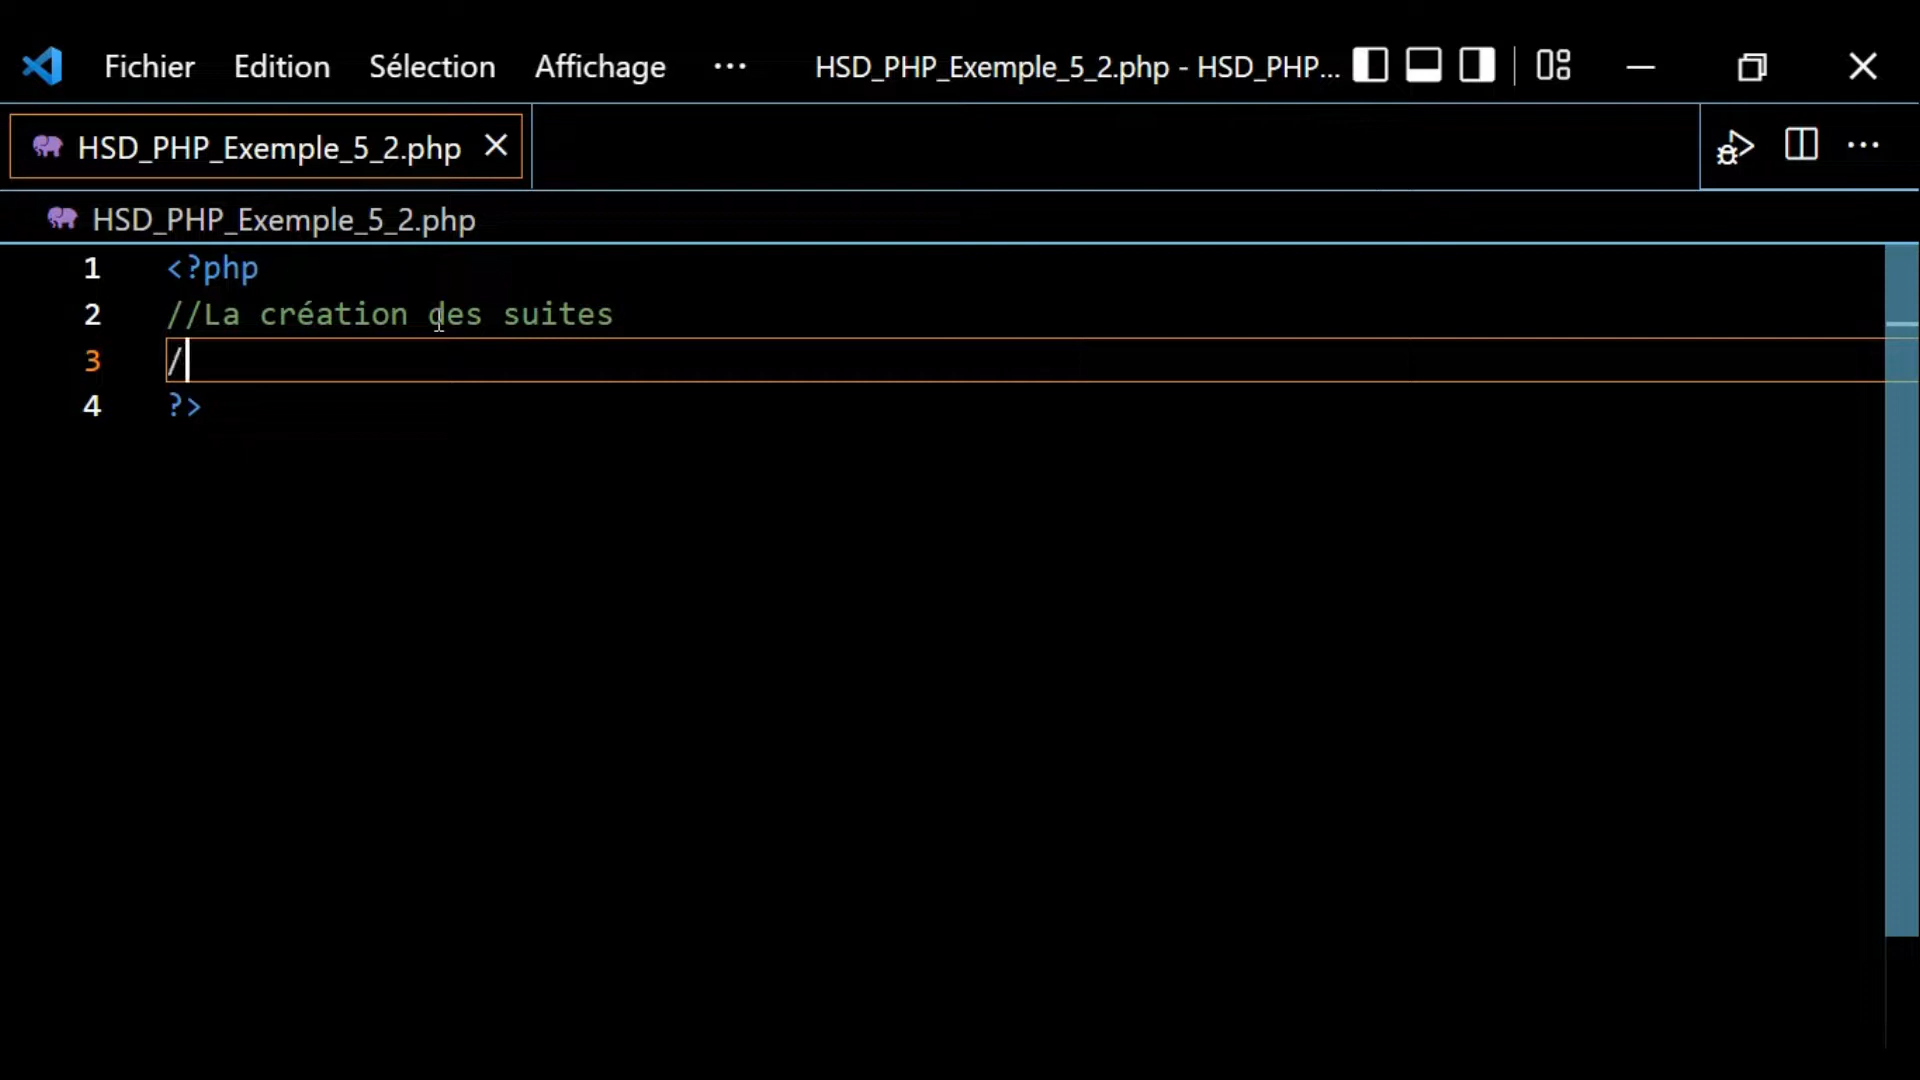 Fichier Edition Sélection Affichage ··· HSD_PHP_Exemple_5_2.php - HSD_PHP...
HSD_PHP_Exemple_5_2.php
HSD_PHP_Exemple_5_2.php
1 <?php
2 //La création des suites
3 /
4 ?>